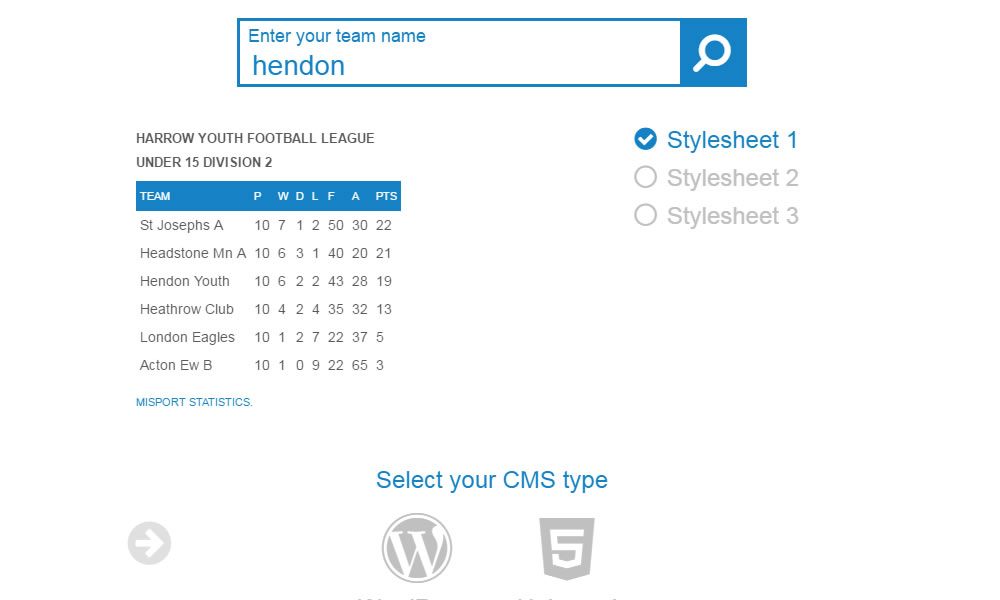 Enter your team name
hendon
HARROW YOUTH FOOTBALL LEAGUE
UNDER 15 DIVISION 2
TEAM P W D L F A PTS
St Josephs A 10 7 1 2 50 30 22
Headstone Mn A 10 6 3 1 40 20 21
Hendon Youth 10 6 2 2 43 28 19
Heathrow Club 10 4 2 4 35 32 13
London Eagles 10 1 2 7 22 37 5
Acton Ew B 10 1 0 9 22 65 3
MISPORT STATISTICS.
Stylesheet 1
Stylesheet 2
Stylesheet 3
Select your CMS type